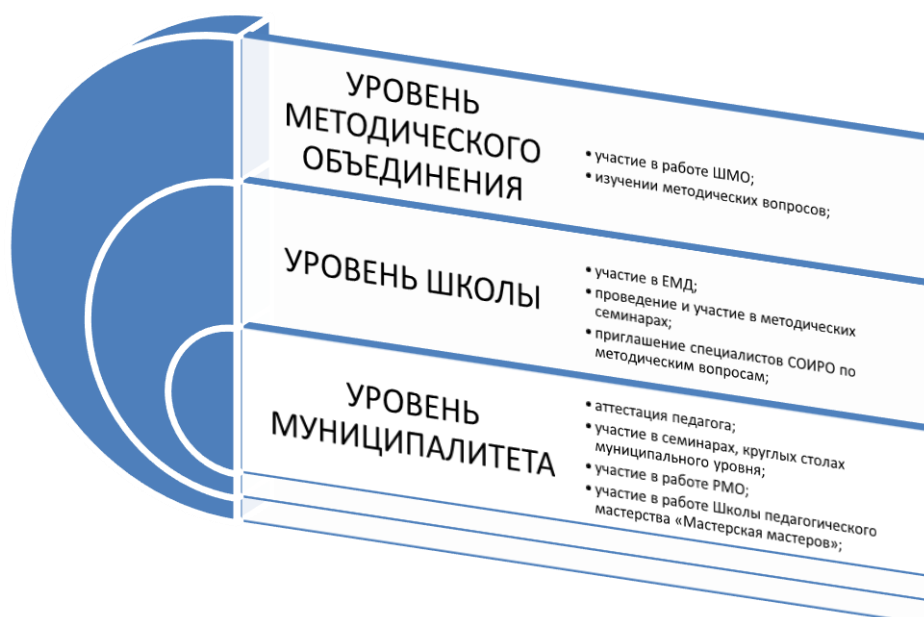 УРОВЕНЬ
МЕТОДИЧЕСКОГО
ОБЪЕДИНЕНИЯ
• участие в работе ШМО;
• изучении методических вопросов;
УРОВЕНЬ ШКОЛЫ
• участие в ЕМД;
• проведение и участие в методических
семинарах;
• приглашение специалистов СОИРО по
методическим вопросам;
УРОВЕНЬ
МУНИЦИПАЛИТЕТА
• аттестация педагога;
• участие в семинарах, круглых столах
муниципального уровня;
• участие в работе РМО;
• участие в работе Школы педагогического
мастерства «Мастерская мастеров»;